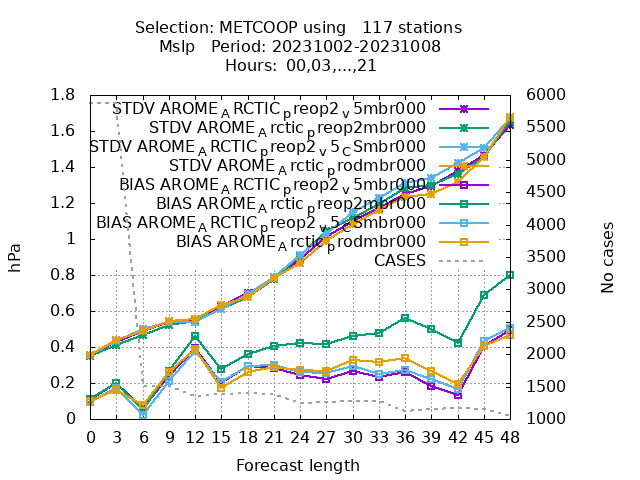 Selection: METCOOP using 117 stations
Mslp Period: 20231002-20231008
Hours: 00,03,...,21
hPa
No cases
1.8
1.6
1.4
1.2
1
0.8
0.6
0.4
0.2
0
6000
5500
5000
4500
4000
3500
3000
2500
2000
1500
1000
STDV AROME_ARCTIC_preop2_v5mbr000
STDV AROME_Arctic_preop2mbr000
STDV AROME_ARCTIC_preop2_v5_CSmbr000
STDV AROME_Arctic_prodmbr000
BIAS AROME_ARCTIC_preop2_v5mbr000
BIAS AROME_Arctic_preop2mbr000
BIAS AROME_ARCTIC_preop2_v5_CSmbr000
BIAS AROME_Arctic_prodmbr000
CASES
0 3 6 9 12 15 18 21 24 27 30 33 36 39 42 45 48
Forecast length